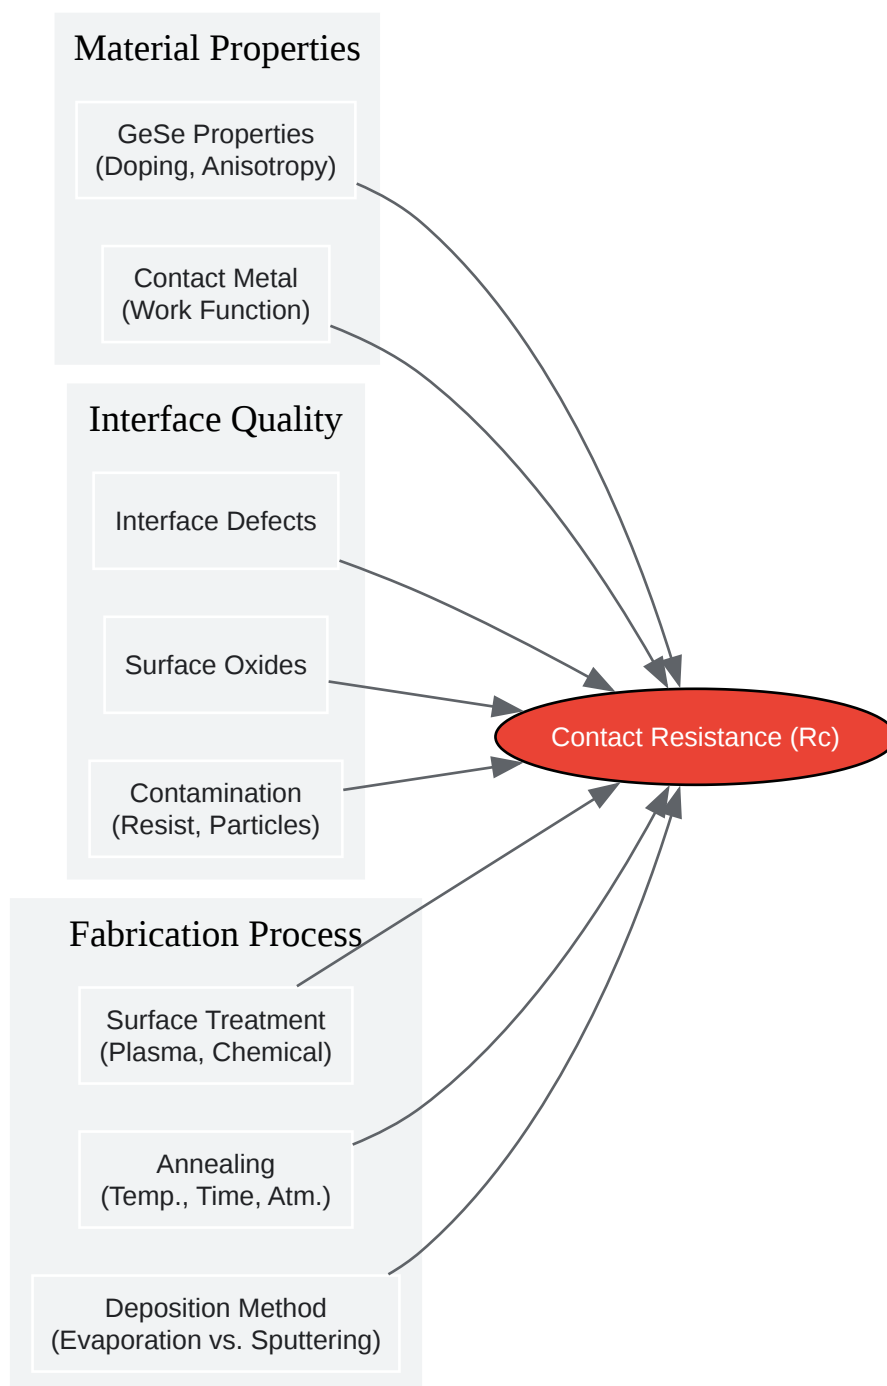 Material Properties
GeSe Properties
(Doping, Anisotropy)
Contact Metal
(Work Function)
Interface Quality
Interface Defects
Surface Oxides
Contamination
(Resist, Particles)
Contact Resistance (Rc)
Fabrication Process
Surface Treatment
(Plasma, Chemical)
Annealing
(Temp., Time, Atm.)
Deposition Method
(Evaporation vs. Sputtering)